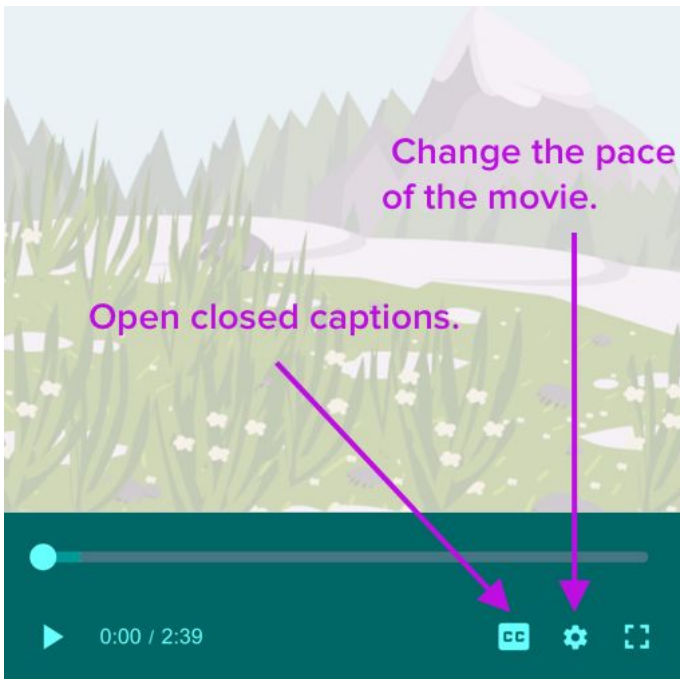 Change the pace
of the movie.
Open closed captions.
0:00 / 2:39
CC